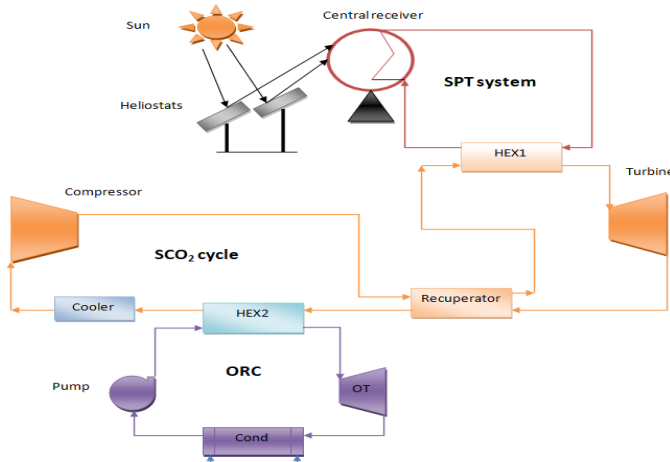 Central receiver
Sun
SPT system
Heliostats
HEX1
Turbine
Compressor
SCO₂ cycle
Recuperator
Cooler
HEX2
ORC
Pump
OT
Cond